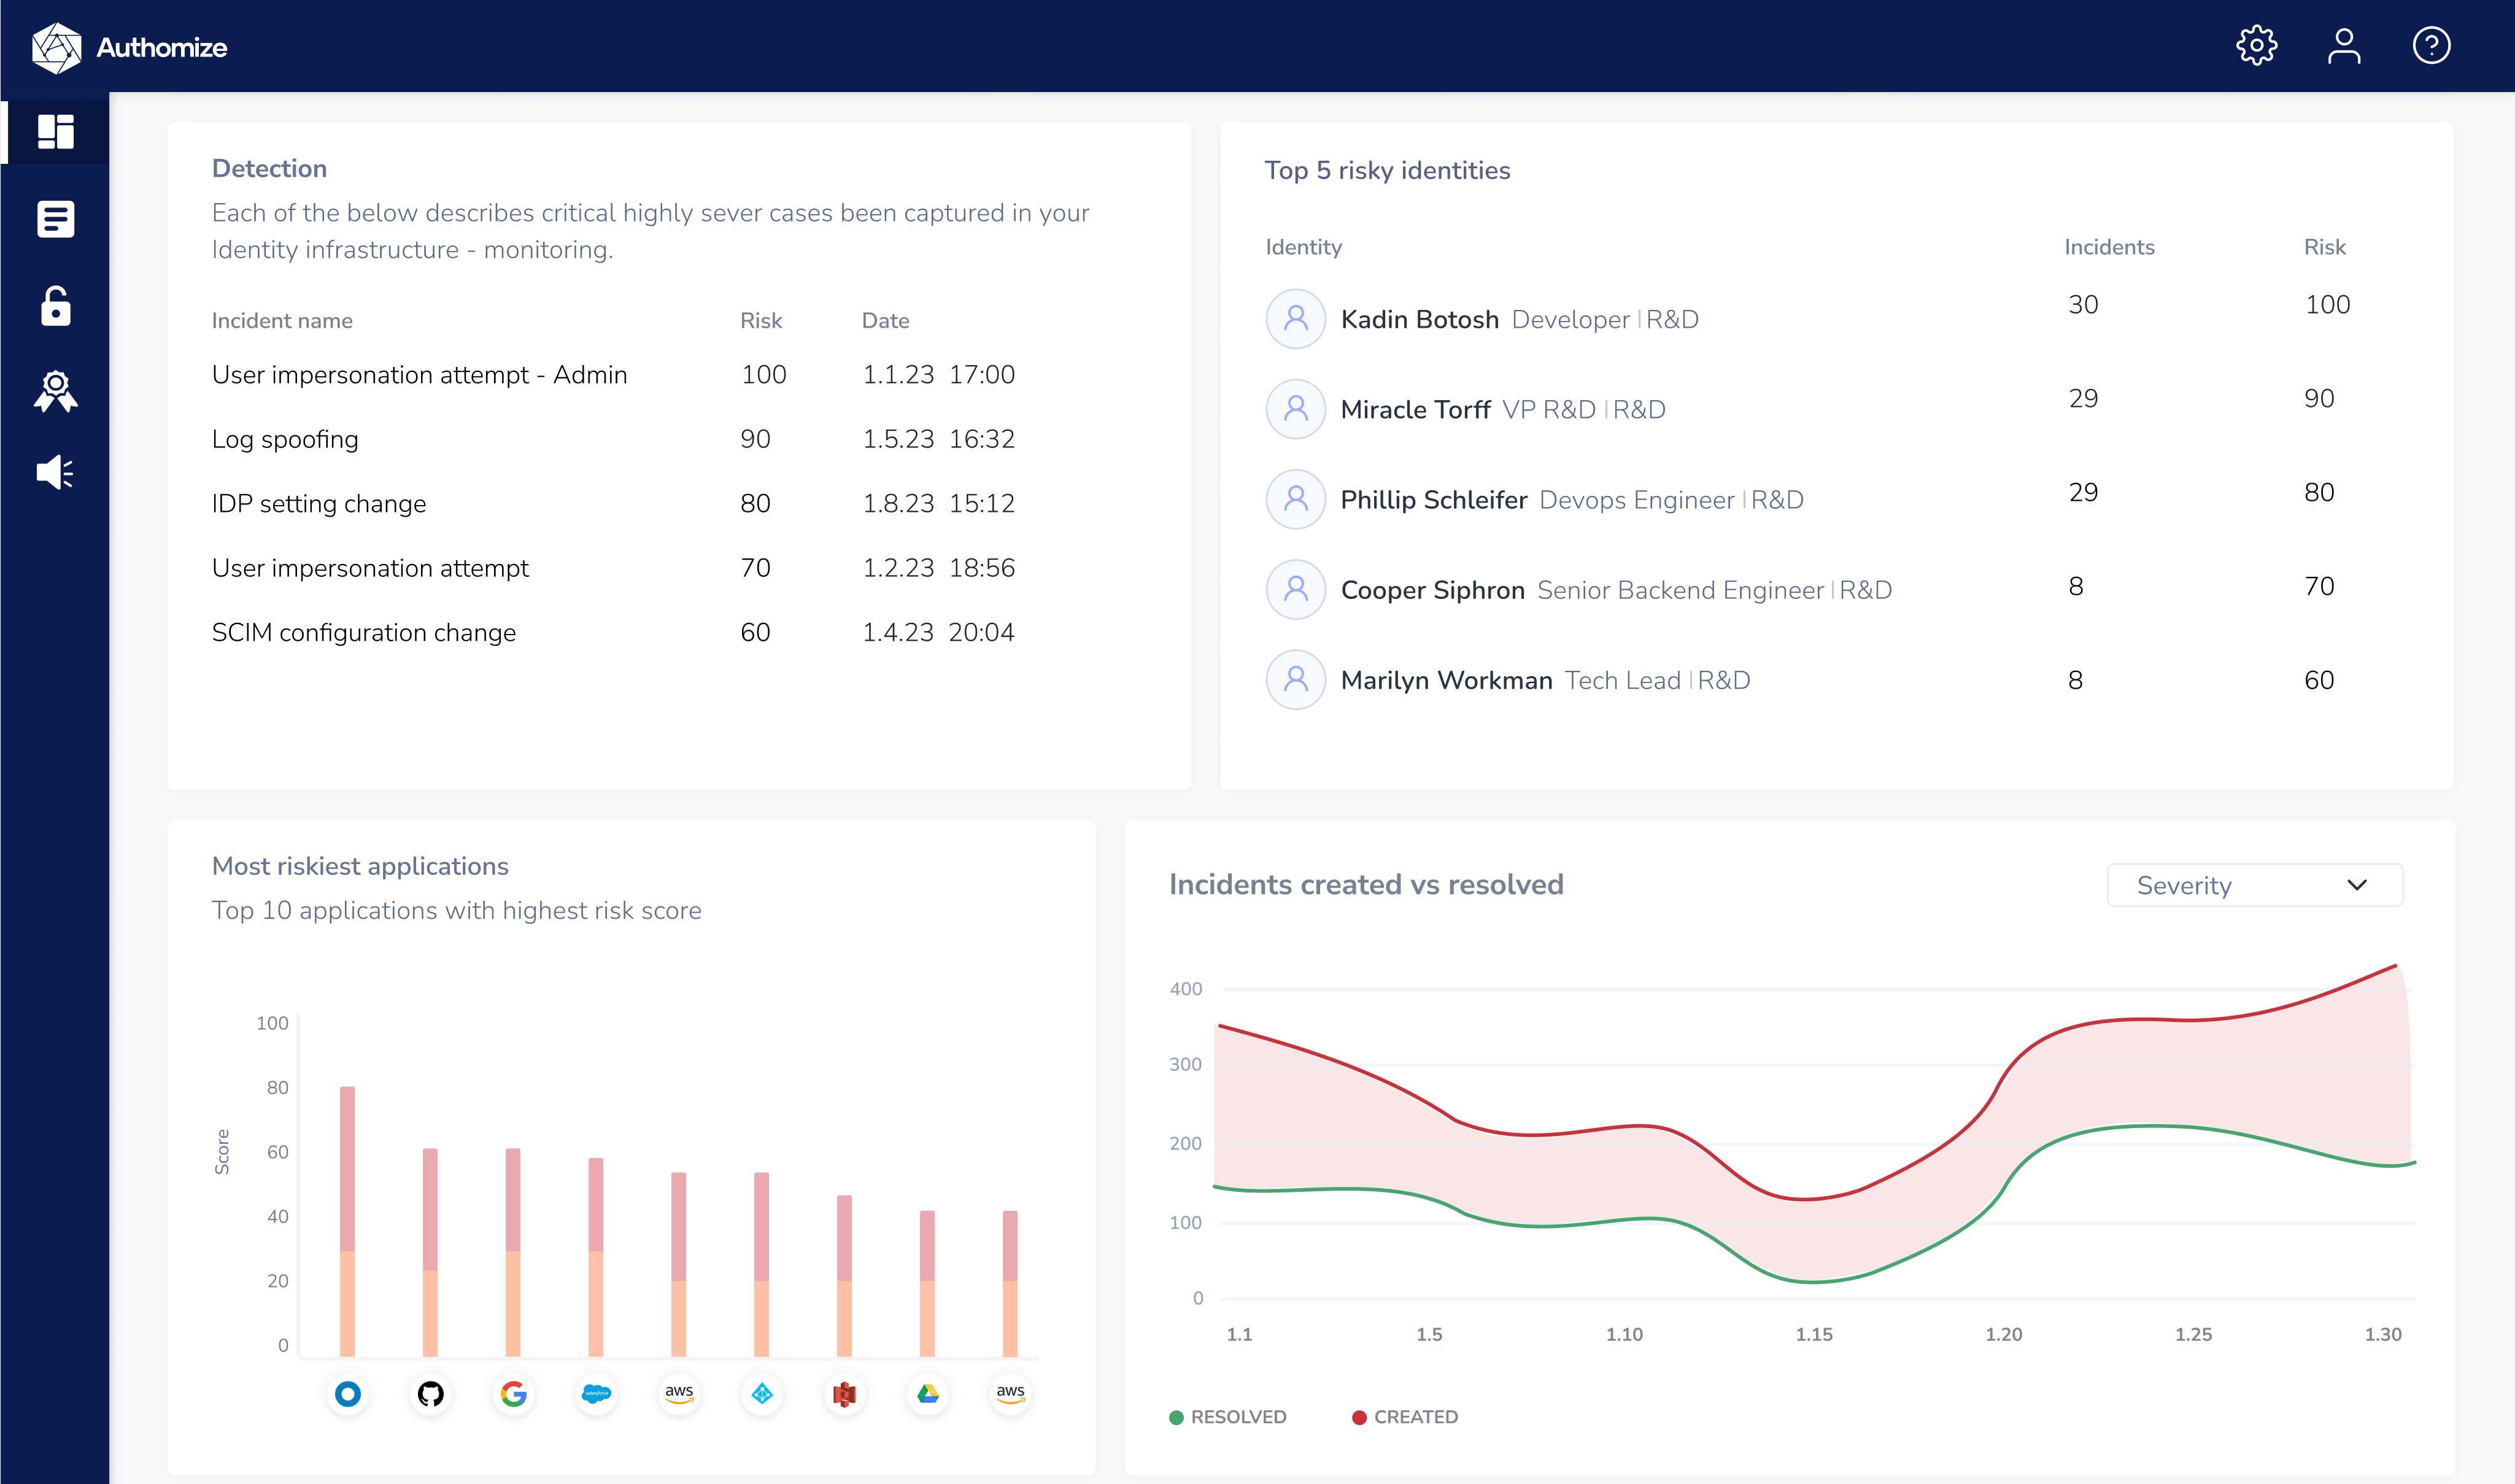 Authomize
Detection
Each of the below describes critical highly sever cases been captured in your
Identity infrastructure - monitoring.
Incident name Risk Date
User impersonation attempt - Admin 100 1.1.23 17:00
Log spoofing 90 1.5.23 16:32
IDP setting change 80 1.8.23 15:12
User impersonation attempt 70 1.2.23 18:56
SCIM configuration change 60 1.4.23 20:04
Top 5 risky identities
Identity Incidents Risk
Kadin Botosh Developer | R&D 30 100
Miracle Torff VP R&D | R&D 29 90
Phillip Schleifer Devops Engineer | R&D 29 80
Cooper Siphron Senior Backend Engineer | R&D 8 70
Marilyn Workman Tech Lead | R&D 8 60
Most riskiest applications
Top 10 applications with highest risk score
Score
100
80
60
40
20
0
salesforce
aws
aws
Incidents created vs resolved
Severity
400
300
200
100
0
1.1 1.5 1.10 1.15 1.20 1.25 1.30
RESOLVED CREATED